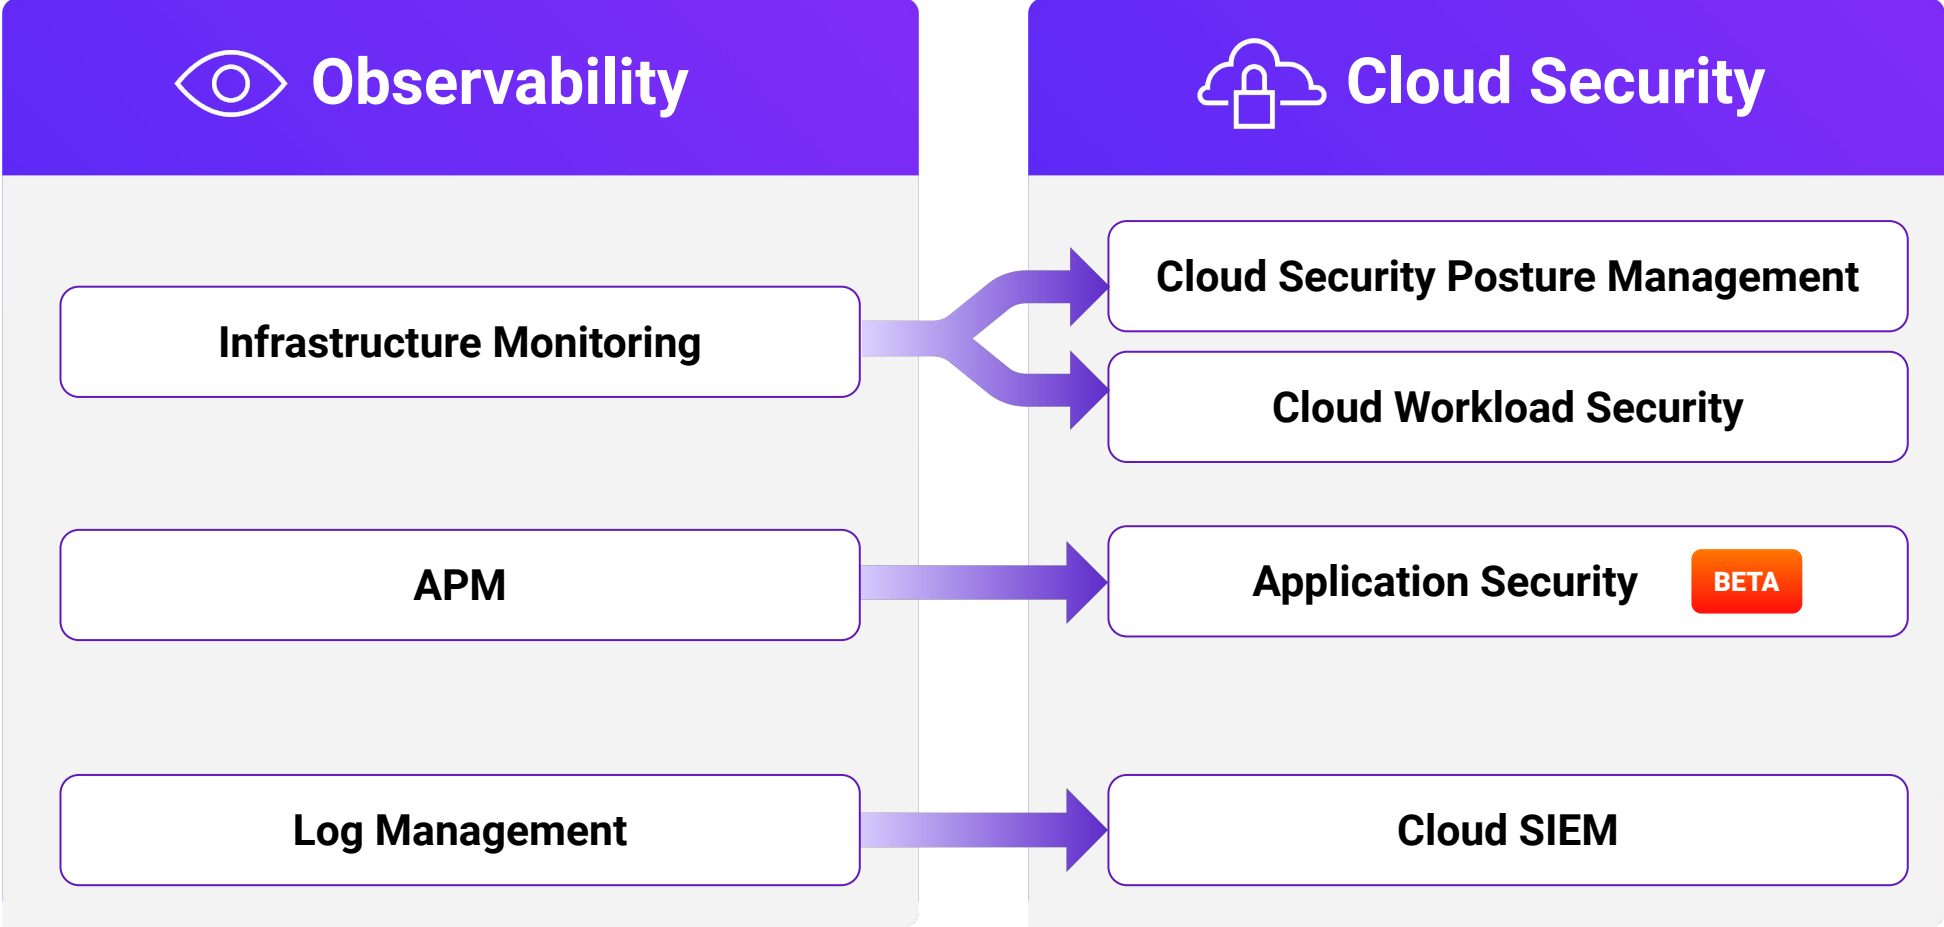 Observability
Infrastructure Monitoring
APM
Log Management
Cloud Security
Cloud Security Posture Management
Cloud Workload Security
Application Security BETA
Cloud SIEM